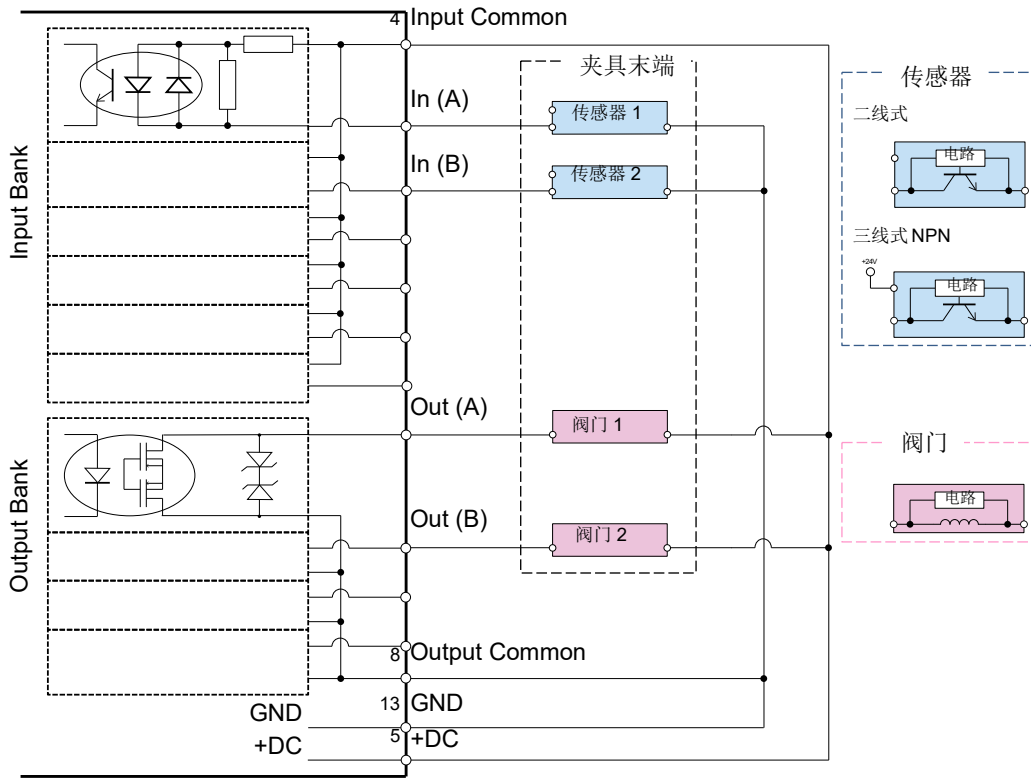 4 Input Common
夹具末端
传感器
In (A)
传感器 1
二线式
电路
In (B)
传感器 2
Input Bank
三线式 NPN
+24V
电路
Out (A)
阀门 1
阀门
电路
Output Bank
Out (B)
阀门 2
8 Output Common
GND
13 GND
+DC
5 +DC